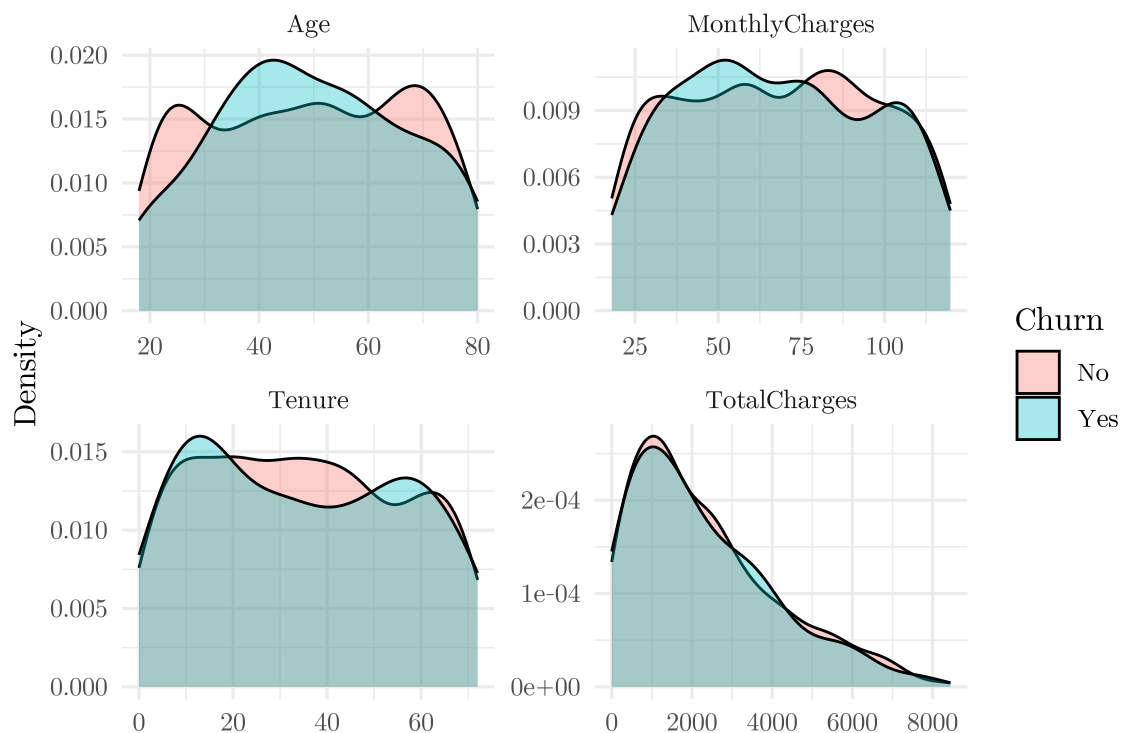 Age
MonthlyCharges
0.020
0.015
0.010
0.005
0.000
0.009
0.006
0.003
0.000
20 40 60 80
25 50 75 100
Density
Tenure
TotalCharges
0.015
0.010
0.005
0.000
2e-04
1e-04
0e+00
0 20 40 60
0 2000 4000 6000 8000
Churn
No
Yes